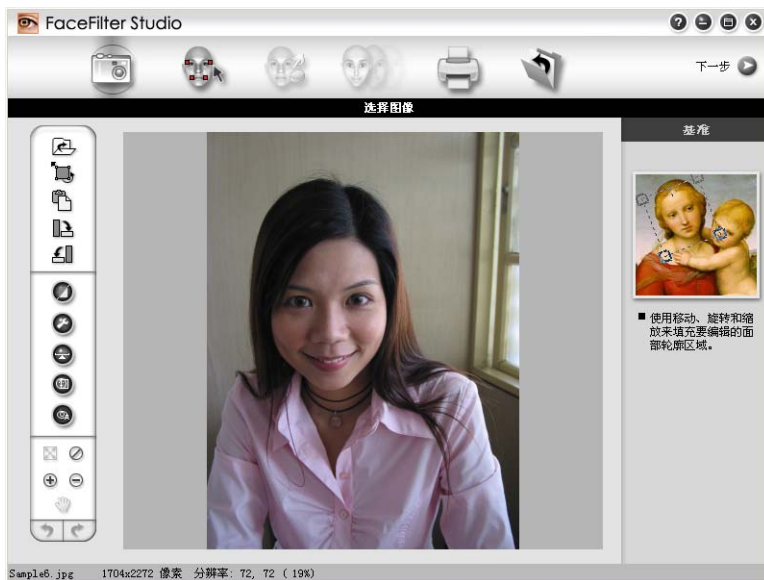 FaceFilter Studio
下一步
选择图像
基准
使用移动、旋转和缩
放来填充要编辑的面
部轮廓区域。
Sample6.jpg 1704x2272 像素 分辨率: 72, 72 ( 19%)